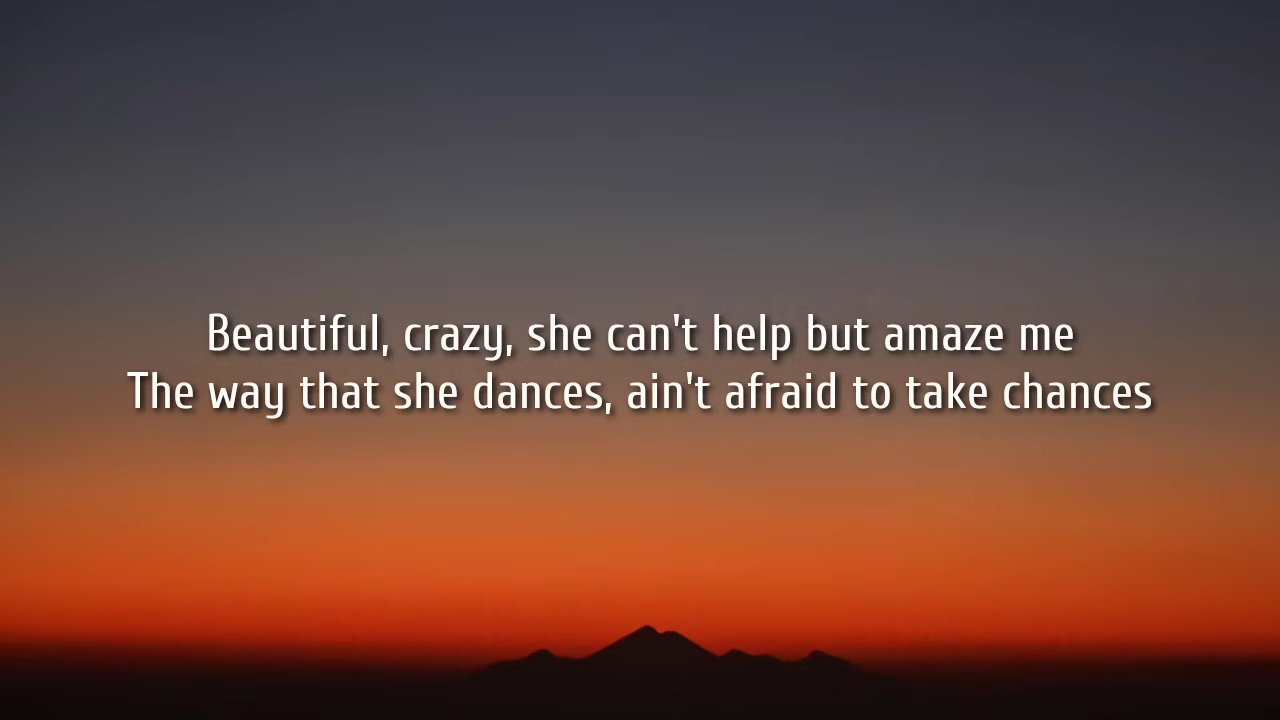 Beautiful, crazy, she can't help but amaze me
The way that she dances, ain't afraid to take chances